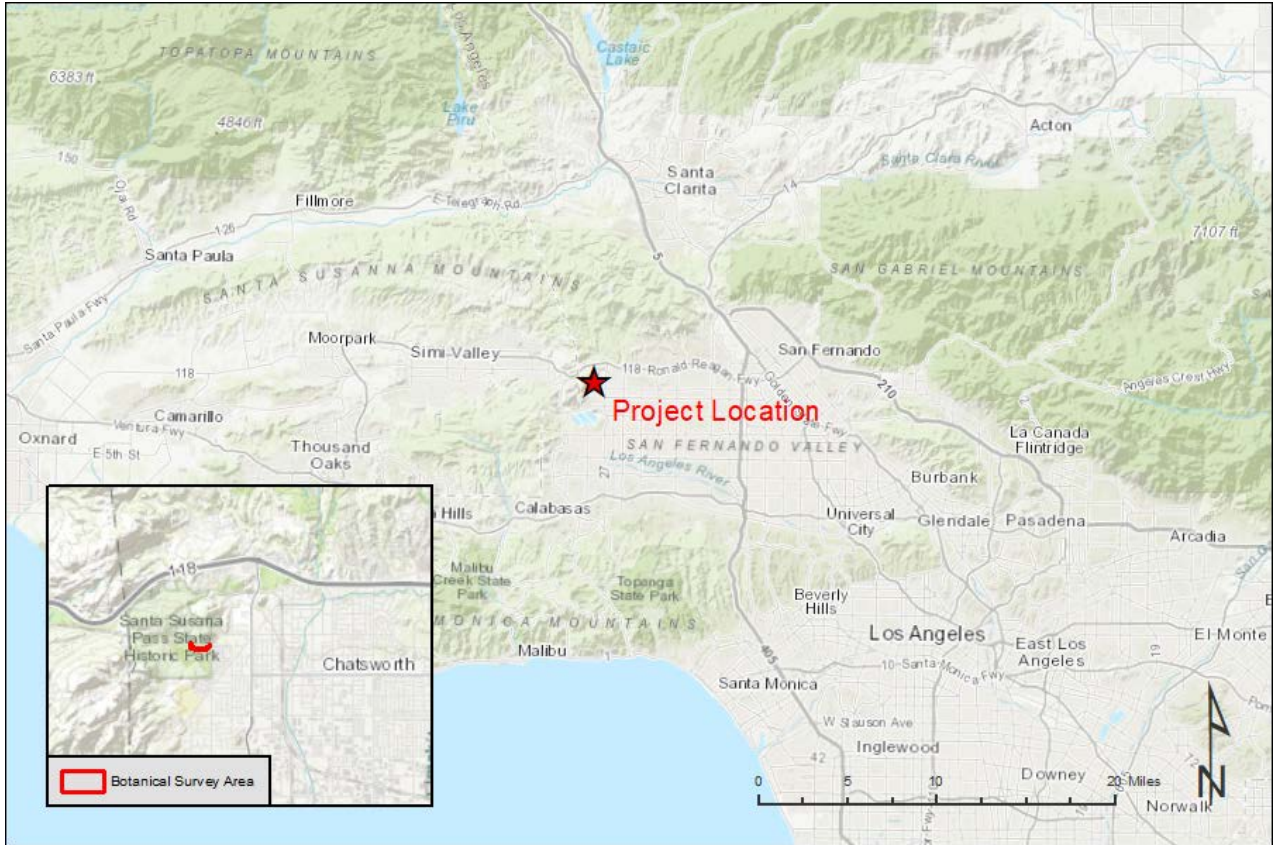 TOPATOPA MOUNTAINS
6383 ft
4846 ft
Los Angeles
Castaic
Lake
Lake
Piru
Acton
Santa Clara River
150
Ojai Rd
Santa
Clarita
14
Fillmore
E Telegraph Rd
126
Santa Paula
7107 ft
5
SANTA SUSANNA MOUNTAINS
SAN GABRIEL MOUNTAINS
Santa Paula Fwy
Moorpark
Simi Valley
San Fernando
118-Ronald Reagan-Fwy
118
210
Angeles Crest Hwy
Project Location
Camarillo
Ventura Fwy
Oxnard
E 5th St
Thousand
Oaks
La Canada
Flintridge
SAN FERNANDO VALLEY
27
Los Angeles River
Burbank
Hills
Calabasas
Universal
City
Glendale
Pasadena
Arcadia
Malibu
Creek State
Park
Topanga
State Park
Beverly
Hills
MONICA MOUNTAINS
Los Angeles
East Los
Angeles
El Monte
19
Malibu
1
405
10-Santa-Monica Fwy
Santa Monica
W Slauson Ave
42
Inglewood
Downey
Norwalk
118
Santa Susana
Pass State
Historic Park
Chatsworth
Botanical Survey Area
0
5
10
20 Miles
N